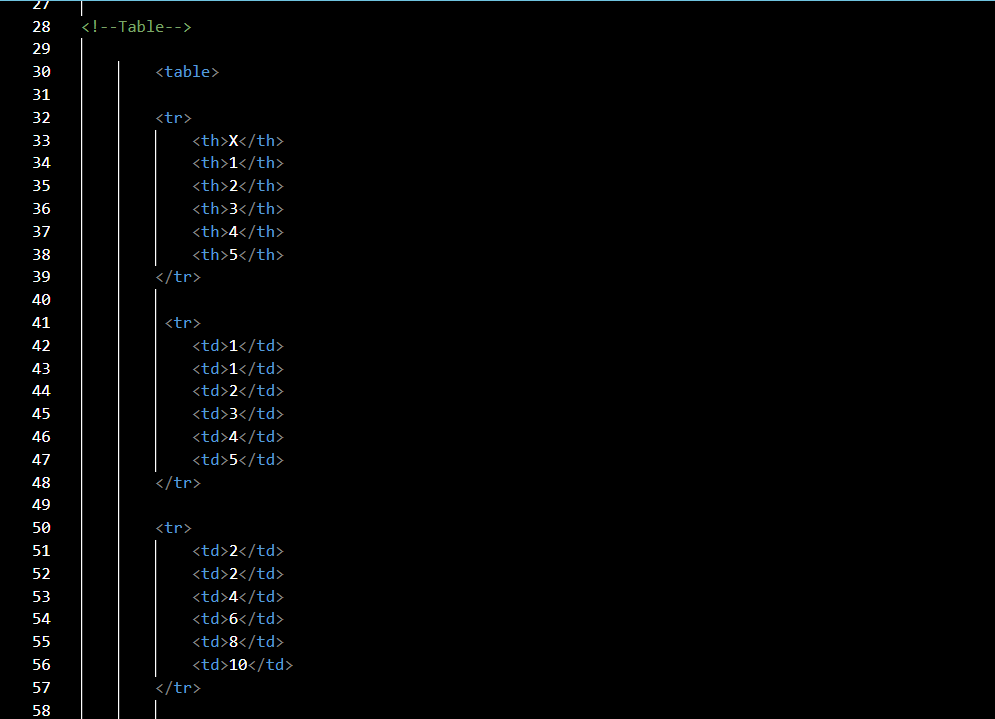 27
28 <!--Table-->
29
30 <table>
31
32 <tr>
33 <th>X</th>
34 <th>1</th>
35 <th>2</th>
36 <th>3</th>
37 <th>4</th>
38 <th>5</th>
39 </tr>
40
41 <tr>
42 <td>1</td>
43 <td>1</td>
44 <td>2</td>
45 <td>3</td>
46 <td>4</td>
47 <td>5</td>
48 </tr>
49
50 <tr>
51 <td>2</td>
52 <td>2</td>
53 <td>4</td>
54 <td>6</td>
55 <td>8</td>
56 <td>10</td>
57 </tr>
58